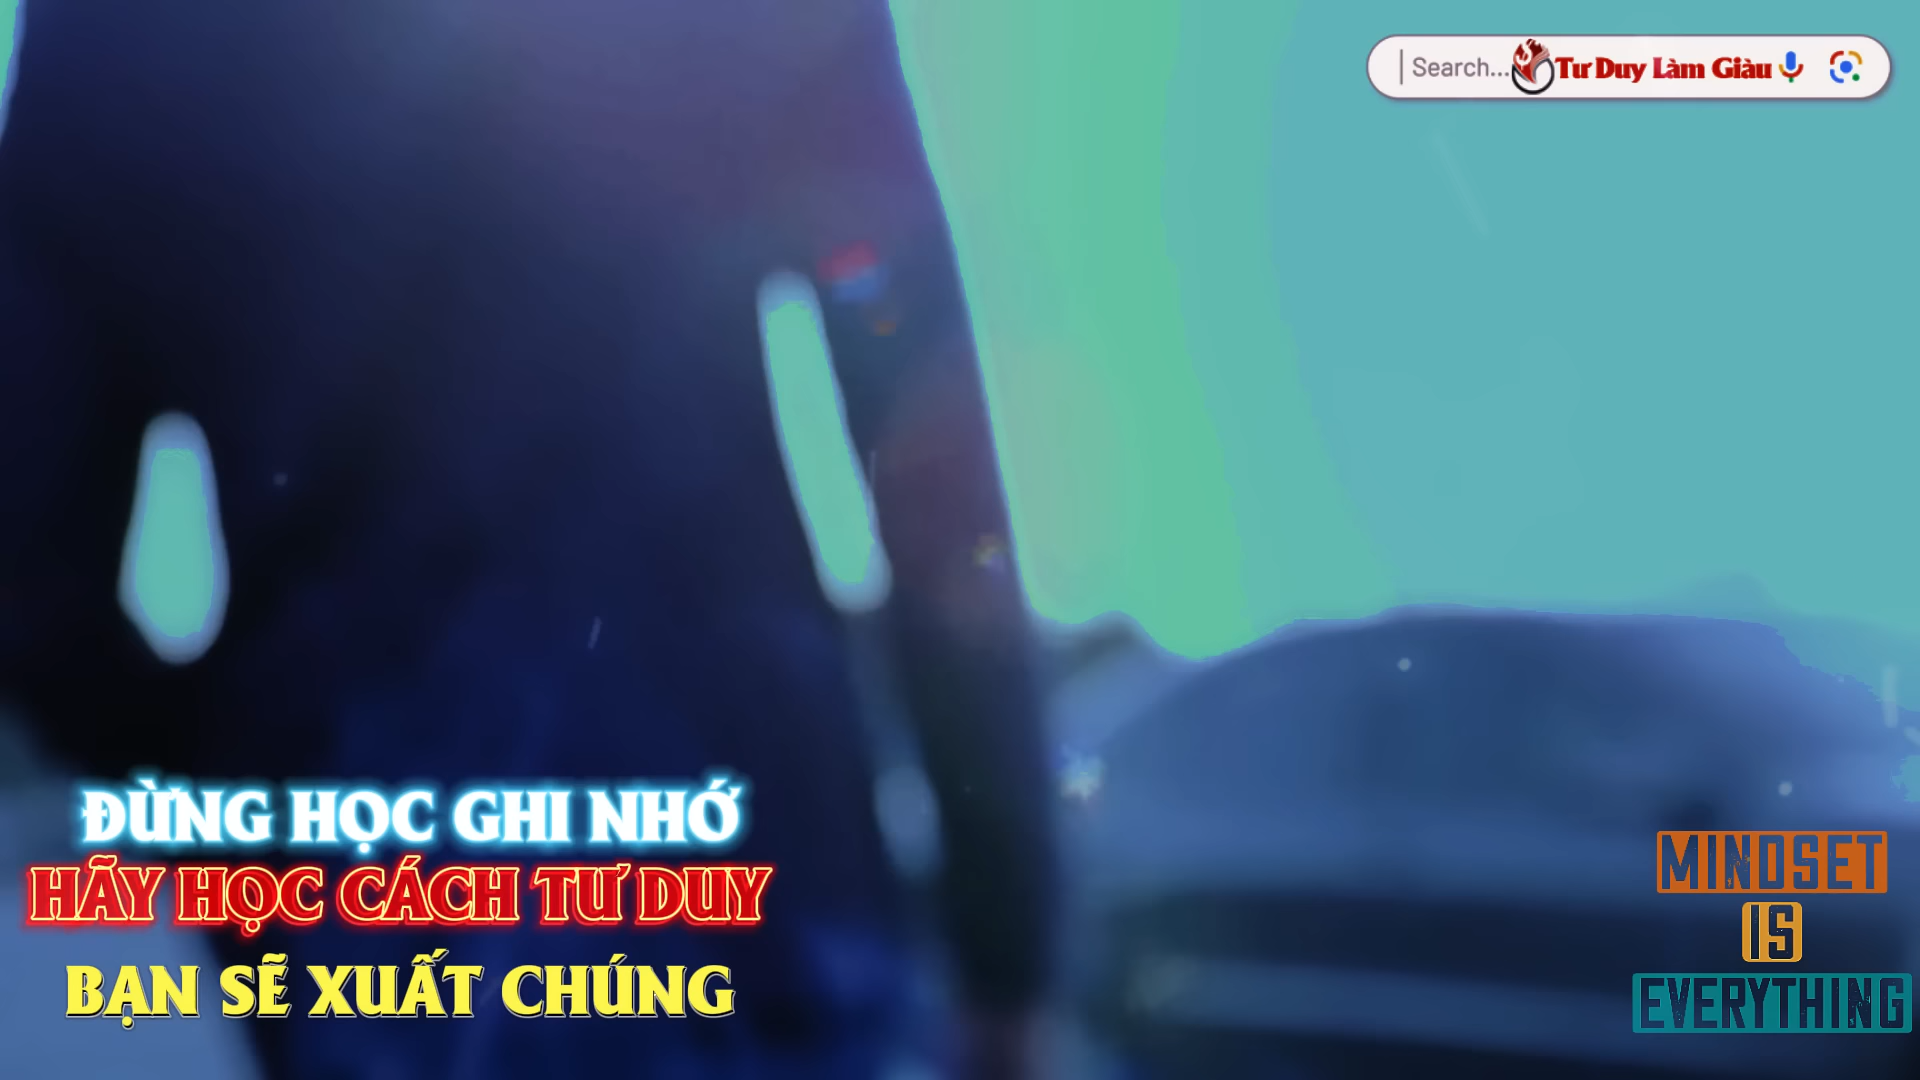 Search... Tư Duy Làm Giàu
ĐỪNG HỌC GHI NHỚ
HÃY HỌC CÁCH TƯ DUY
BẠN SẼ XUẤT CHÚNG
MINDSET
IS
EVERYTHING